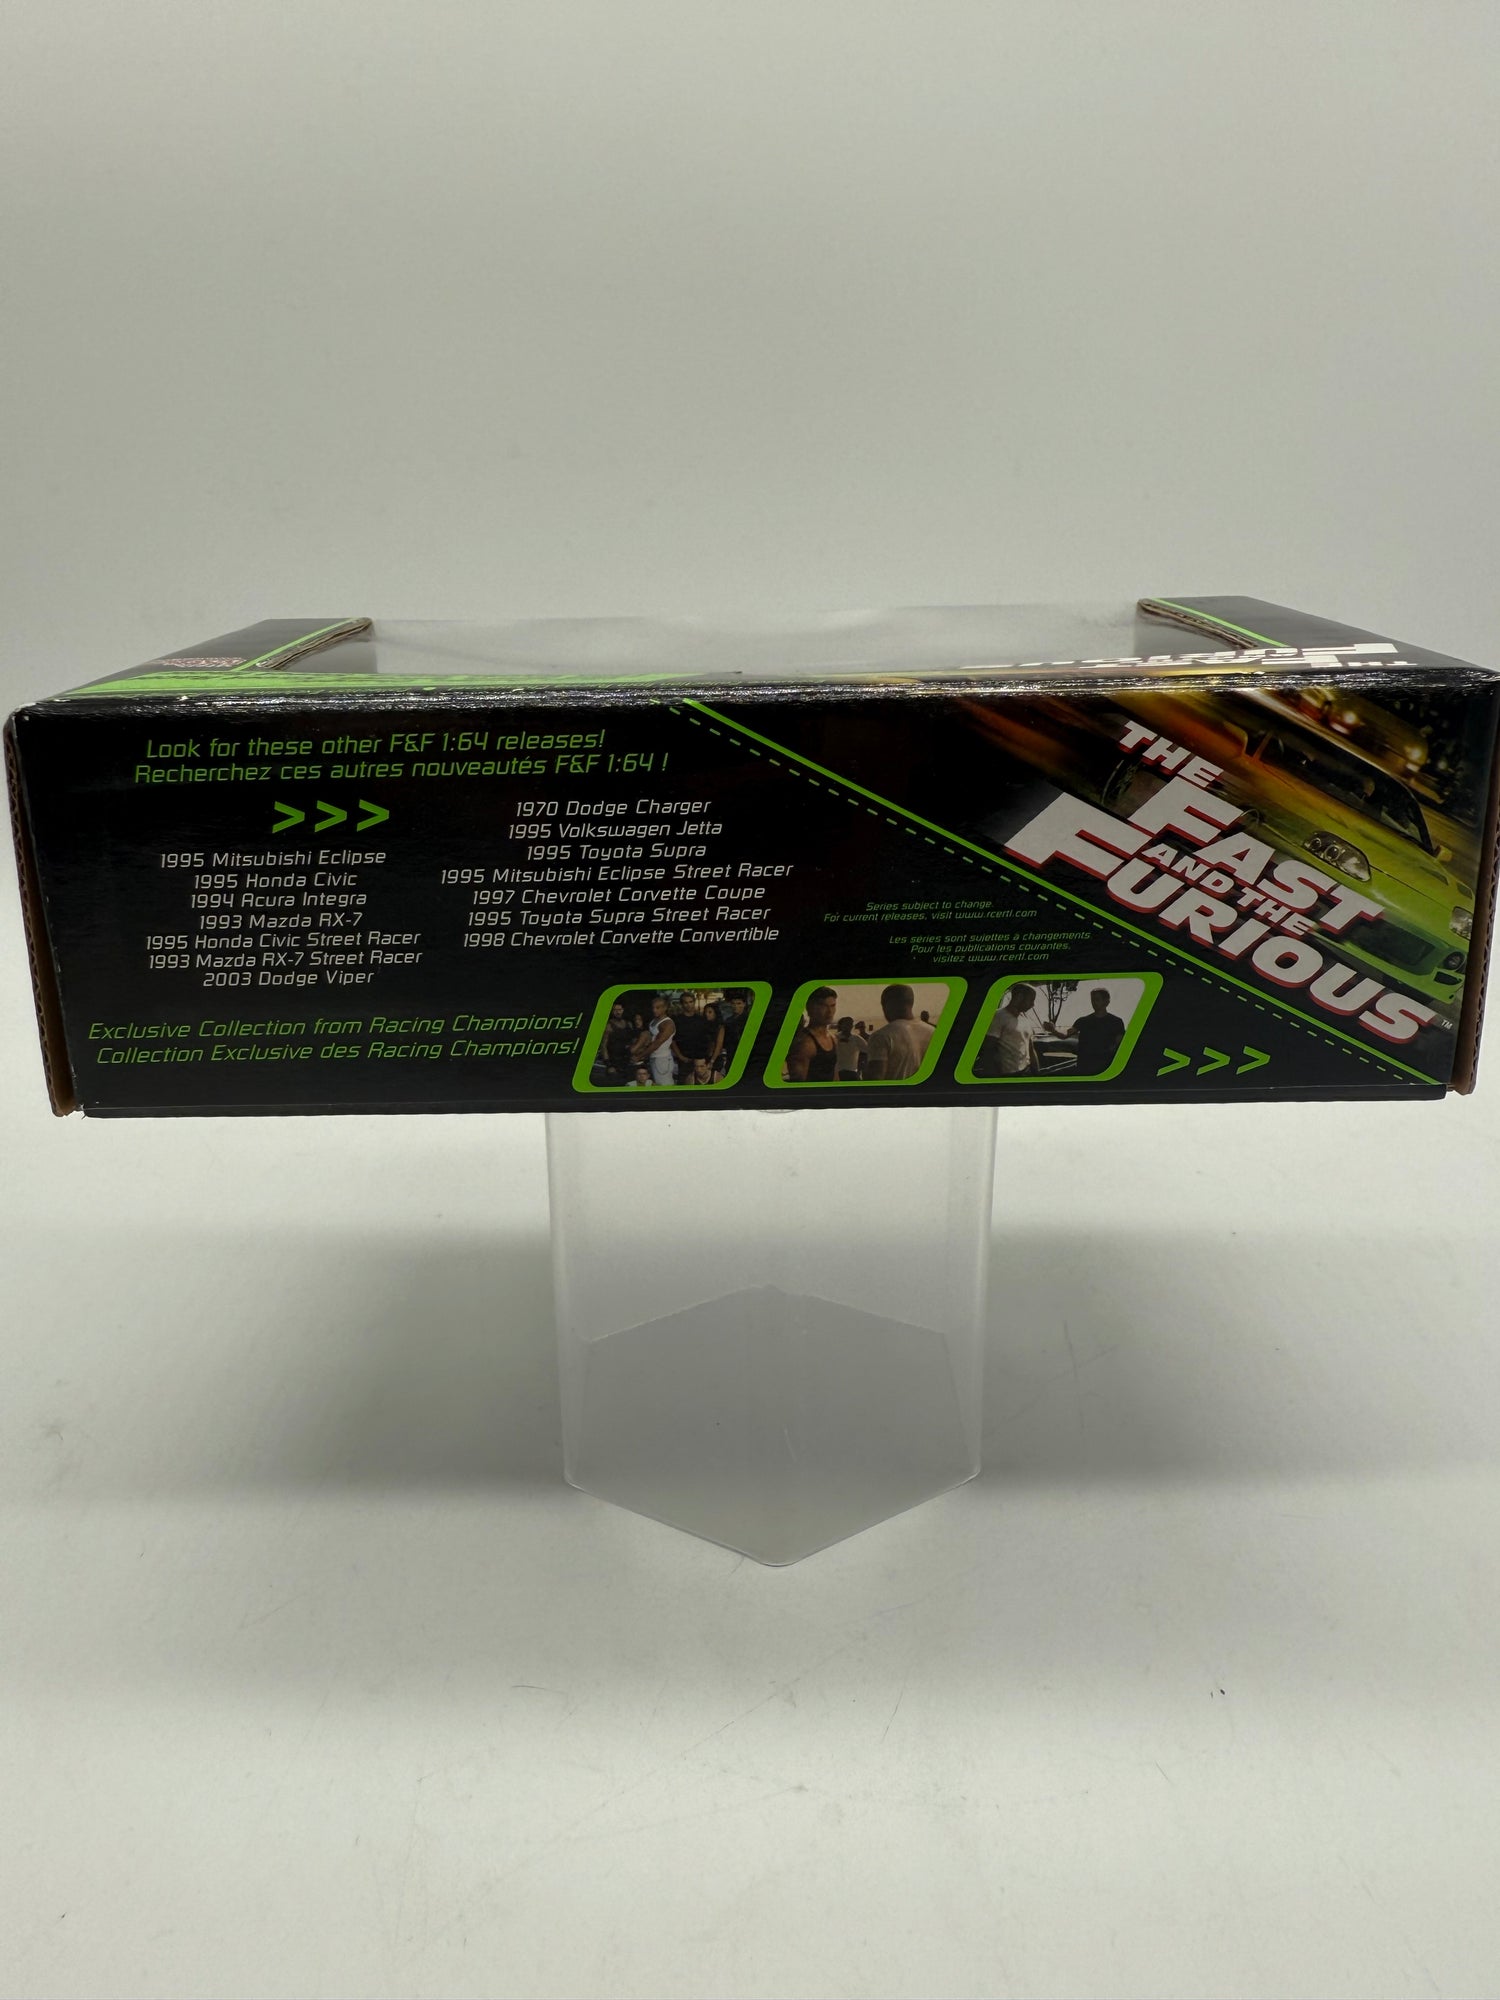 Look for these other F&F 1:64 releases!
Recherchez ces autres nouveautés F&F 1:64 !
>>>
1995 Mitsubishi Eclipse
1995 Honda Civic
1994 Acura Integra
1993 Mazda RX-7
1995 Honda Civic Street Racer
1993 Mazda RX-7 Street Racer
2003 Dodge Viper
1970 Dodge Charger
1995 Volkswagen Jetta
1995 Toyota Supra
1995 Mitsubishi Eclipse Street Racer
1997 Chevrolet Corvette Coupe
1995 Toyota Supra Street Racer
1998 Chevrolet Corvette Convertible
Series subject to change.
For current releases, visit www.rcertl.com
Les séries sont sujettes à changements.
Pour les publications courantes,
visitez www.rcertl.com
Exclusive Collection from Racing Champions!
Collection Exclusive des Racing Champions!
>>>
THE
FAST
AND THE
FURIOUS™